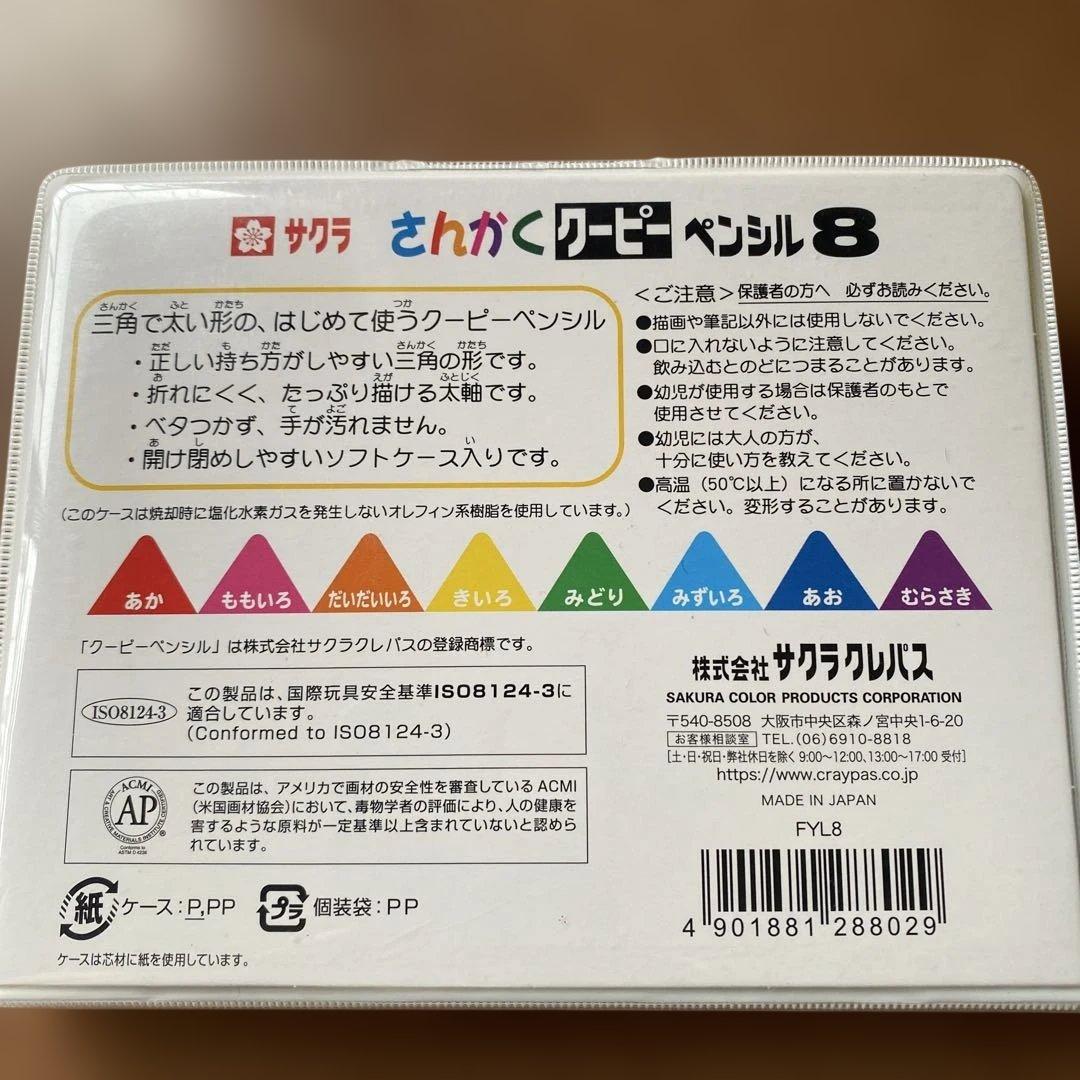 サクラ さんかくクーピーペンシル8
三角で太い形の、はじめて使うクーピーペンシル
・正しい持ち方がしやすい三角の形です。
・折れにくく、たっぷり描ける太軸です。
・ベタつかず、手が汚れません。
・開け閉めしやすいソフトケース入りです。
(このケースは焼却時に塩化水素ガスを発生しないオレフィン系樹脂を使用しています。)
<ご注意>保護者の方へ 必ずお読みください。
●描画や筆記以外には使用しないでください。
●口に入れないように注意してください。
飲み込むとのどにつまることがあります。
●幼児が使用する場合は保護者のもとで
使用させてください。
●幼児には大人の方が、
十分に使い方を教えてください。
●高温(50℃以上)になる所に置かないで
ください。変形することがあります。
あか ももいろ だいだいいろ きいろ みどり みずいろ あお むらさき
「クーピーペンシル」は株式会社サクラクレパスの登録商標です。
ISO8124-3
この製品は、国際玩具安全基準ISO8124-3に
適合しています。
(Conformed to ISO8124-3)
ACMI
AP
ART & CREATIVE MATERIALS INSTITUTE CERTIFIED
Conforms to
ASTM D 4236
この製品は、アメリカで画材の安全性を審査しているACMI
(米国画材協会)において、毒物学者の評価により、人の健康を
害するような原料が一定基準以上含まれていないと認めら
れています。
紙 ケース:P,PP プラ 個装袋:PP
ケースは芯材に紙を使用しています。
株式会社サクラクレパス
SAKURA COLOR PRODUCTS CORPORATION
〒540-8508 大阪市中央区森ノ宮中央1-6-20
お客様相談室 TEL.(06)6910-8818
[土・日・祝日・弊社休日を除く 9:00〜12:00、13:00〜17:00 受付]
https://www.craypas.co.jp
MADE IN JAPAN
FYL8
4 901881 288029